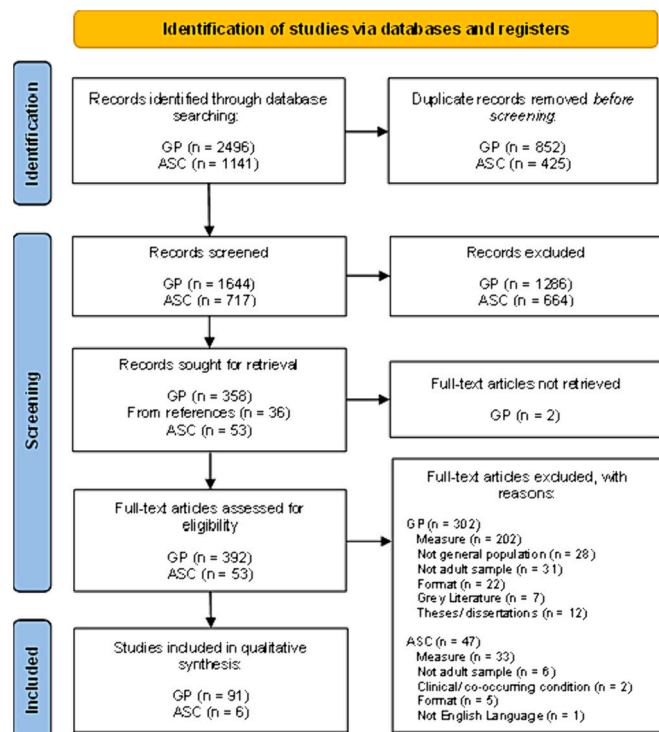 Identification of studies via databases and registers
Identification
Records identified through database
searching:
GP (n = 2496)
ASC (n = 1141)
Duplicate records removed before
screening:
GP (n = 852)
ASC (n = 425)
Screening
Records screened
GP (n = 1644)
ASC (n = 717)
Records excluded
GP (n = 1286)
ASC (n = 664)
Records sought for retrieval
GP (n = 358)
From references (n = 36)
ASC (n = 53)
Full-text articles not retrieved
GP (n = 2)
Full-text articles assessed for
eligibility
GP (n = 392)
ASC (n = 53)
Full-text articles excluded, with
reasons:
GP (n = 302)
Measure (n = 202)
Not general population (n = 28)
Not adult sample (n = 31)
Format (n = 22)
Grey Literature (n = 7)
Theses/dissertations (n = 12)
ASC (n = 47)
Measure (n = 33)
Not adult sample (n = 6)
Clinical/co-occurring condition (n = 2)
Format (n = 5)
Not English Language (n = 1)
Included
Studies included in qualitative
synthesis:
GP (n = 91)
ASC (n = 6)